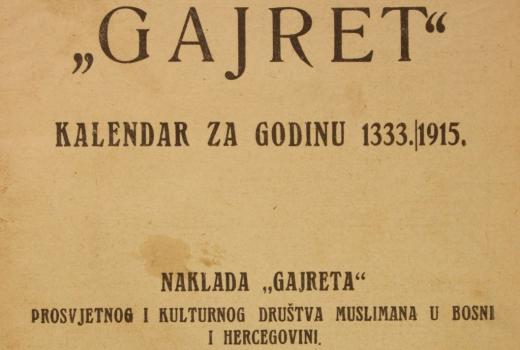 „GAJRET“
KALENDAR ZA GODINU 1333.|1915.
NAKLADA „GAJRETA“
PROSVJETNOG I KULTURNOG DRUŠTVA MUSLIMANA U BOSNI
I HERCEGOVINI.